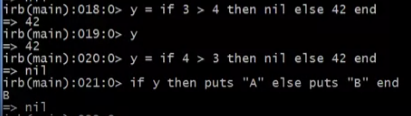 => nil
irb(main):018:0> y = if 3 > 4 then nil else 42 end
=> 42
irb(main):019:0> y
=> 42
irb(main):020:0> y = if 4 > 3 then nil else 42 end
=> nil
irb(main):021:0> if y then puts "A" else puts "B" end
B
=> nil